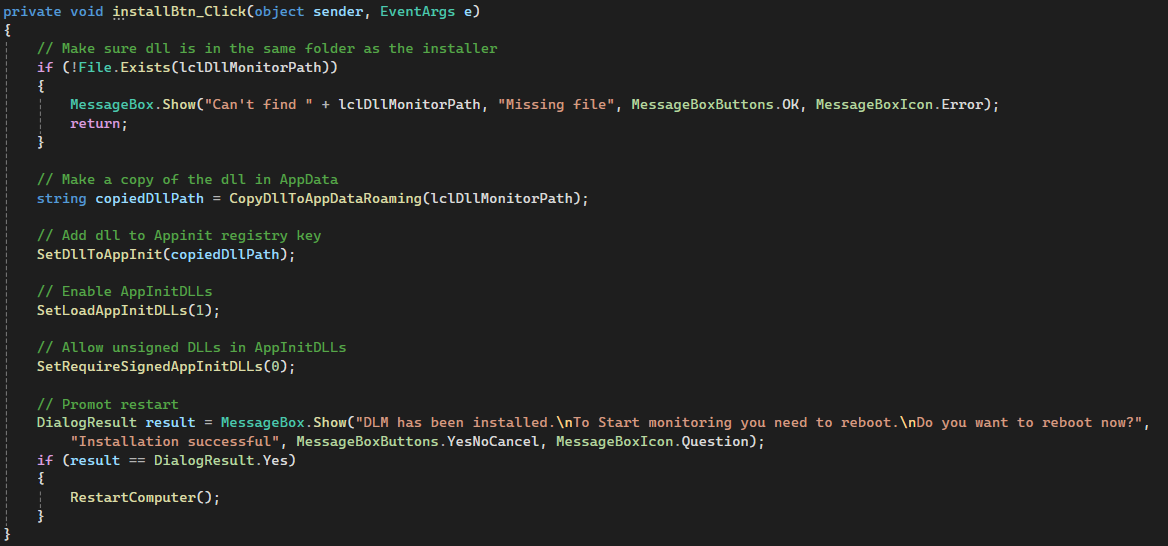 private void installBtn_Click(object sender, EventArgs e)
{
    // Make sure dll is in the same folder as the installer
    if (!File.Exists(lclDllMonitorPath))
    {
        MessageBox.Show("Can't find " + lclDllMonitorPath, "Missing file", MessageBoxButtons.OK, MessageBoxIcon.Error);
        return;
    }

    // Make a copy of the dll in AppData
    string copiedDllPath = CopyDllToAppDataRoaming(lclDllMonitorPath);

    // Add dll to Appinit registry key
    SetDllToAppInit(copiedDllPath);

    // Enable AppInitDLLs
    SetLoadAppInitDLLs(1);

    // Allow unsigned DLLs in AppInitDLLs
    SetRequireSignedAppInitDLLs(0);

    // Promot restart
    DialogResult result = MessageBox.Show("DLM has been installed.\nTo Start monitoring you need to reboot.\nDo you want to reboot now?",
        "Installation successful", MessageBoxButtons.YesNoCancel, MessageBoxIcon.Question);
    if (result == DialogResult.Yes)
    {
        RestartComputer();
    }
}